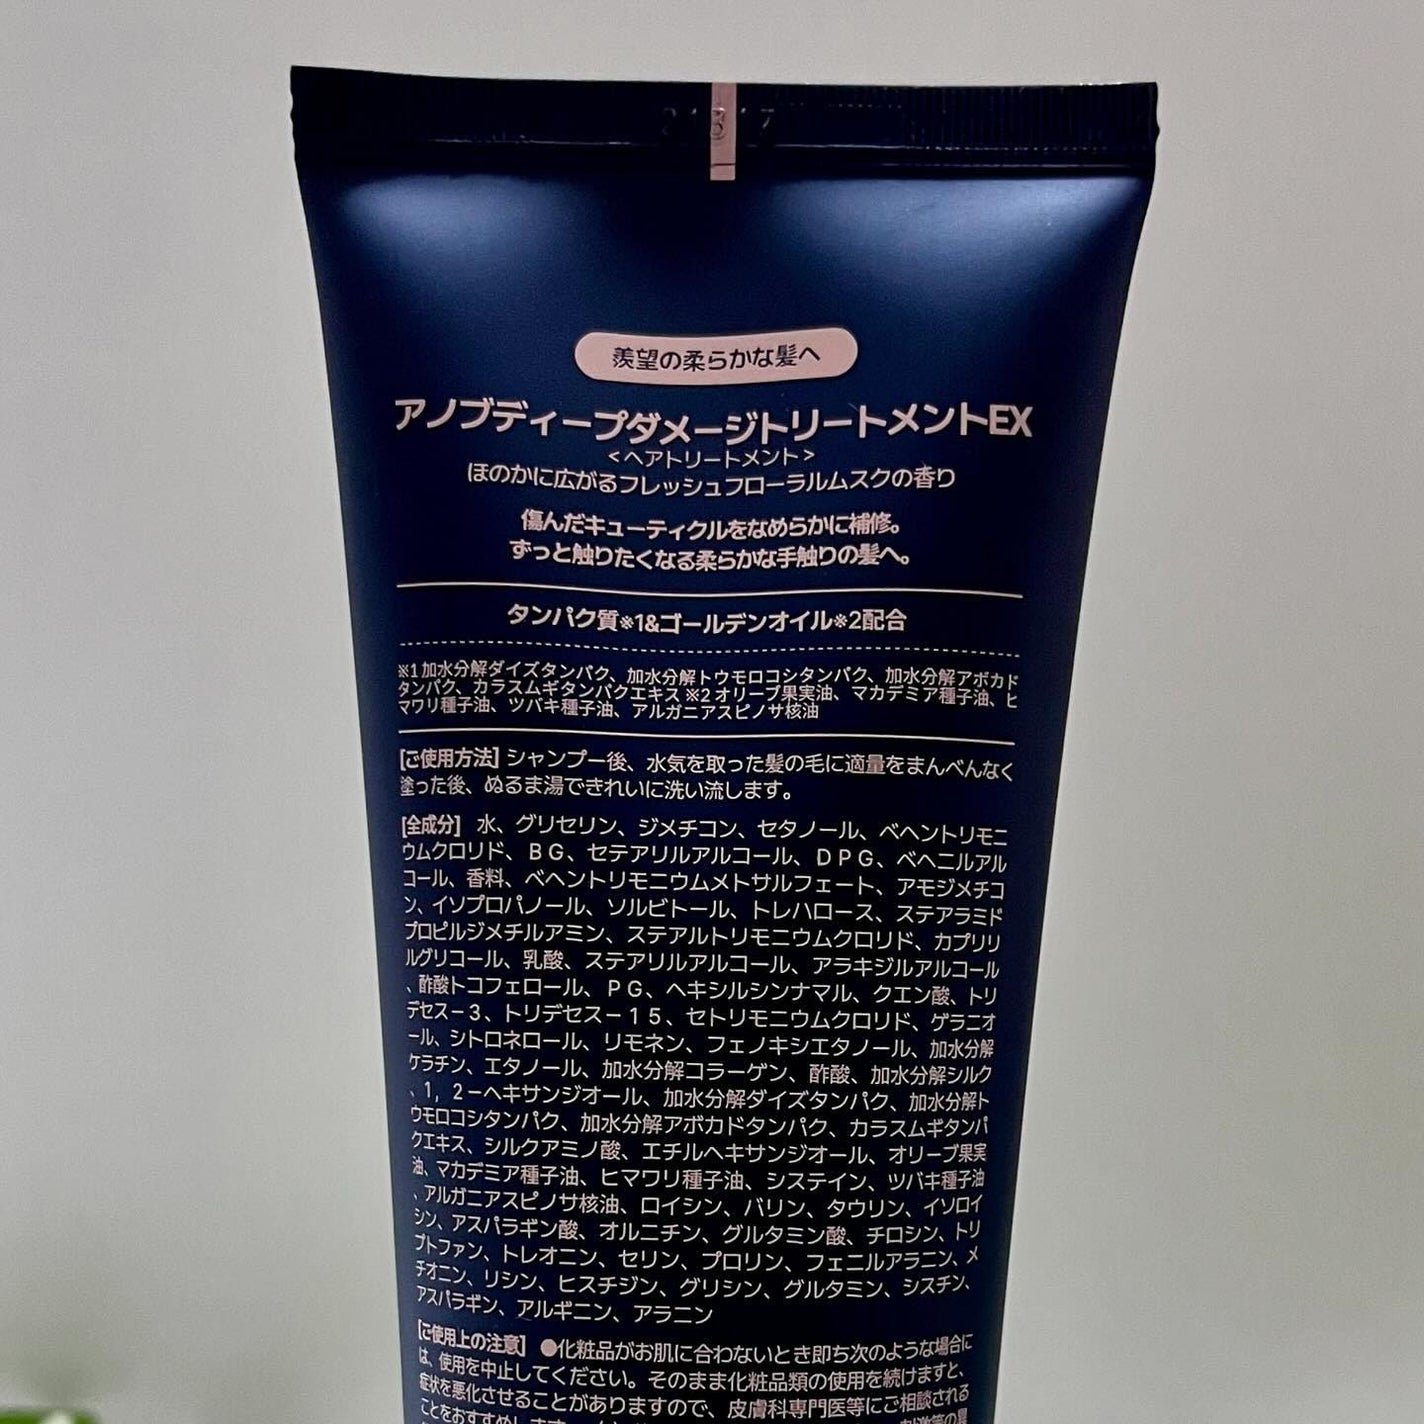 羨望の柔らかな髪へ
アノブディープダメージトリートメントEX
<ヘアトリートメント>
ほのかに広がるフレッシュフローラルムスクの香り
傷んだキューティクルをなめらかに補修。
ずっと触りたくなる柔らかな手触りの髪へ。
タンパク質※1&ゴールデンオイル※2配合
※1 加水分解ダイズタンパク、加水分解トウモロコシタンパク、加水分解アボカド
タンパク、カラスムギタンパクエキス ※2 オリーブ果実油、マカデミア種子油、ヒ
マワリ種子油、ツバキ種子油、アルガニアスピノサ核油
[ご使用方法] シャンプー後、水気を取った髪の毛に適量をまんべんなく
塗った後、ぬるま湯できれいに洗い流します。
[全成分] 水、グリセリン、ジメチコン、セタノール、ベヘントリモニ
ウムクロリド、BG、セテアリルアルコール、DPG、ベヘニルアル
コール、香料、ベヘントリモニウムメトサルフェート、アモジメチコ
ン、イソプロパノール、ソルビトール、トレハロース、ステアラミド
プロピルジメチルアミン、ステアルトリモニウムクロリド、カプリリ
ルグリコール、乳酸、ステアリルアルコール、アラキジルアルコール
、酢酸トコフェロール、PG、ヘキシルシンナマル、クエン酸、トリ
デセス－3、トリデセス－15、セトリモニウムクロリド、ゲラニオ
ール、シトロネロール、リモネン、フェノキシエタノール、加水分解
ケラチン、エタノール、加水分解コラーゲン、酢酸、加水分解シルク
、1，2－ヘキサンジオール、加水分解ダイズタンパク、加水分解ト
ウモロコシタンパク、加水分解アボカドタンパク、カラスムギタンパ
クエキス、シルクアミノ酸、エチルヘキサンジオール、オリーブ果実
油、マカデミア種子油、ヒマワリ種子油、システイン、ツバキ種子油
、アルガニアスピノサ核油、ロイシン、バリン、タウリン、イソロイ
シン、アスパラギン酸、オルニチン、グルタミン酸、チロシン、トリ
プトファン、トレオニン、セリン、プロリン、フェニルアラニン、メ
チオニン、リシン、ヒスチジン、グリシン、グルタミン、シスチン、
アスパラギン、アルギニン、アラニン
[ご使用上の注意] ●化粧品がお肌に合わないとき即ち次のような場合に
は、使用を中止してください。そのまま化粧品類の使用を続けますと、
症状を悪化させることがありますので、皮膚科専門医等にご相談される
ことをおすすめします